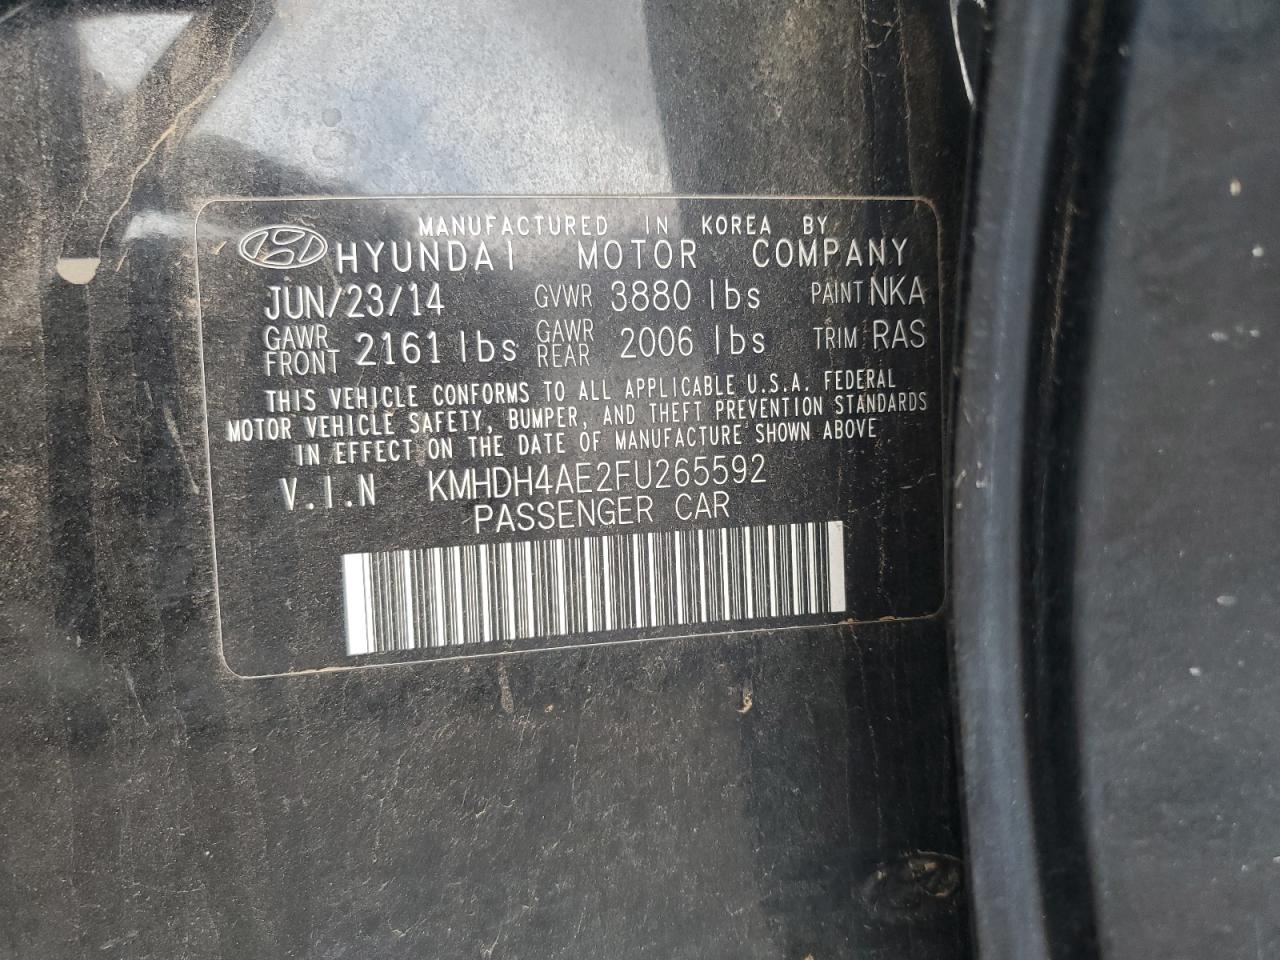 MANUFACTURED IN KOREA BY
HYUNDAI MOTOR COMPANY
JUN/23/14 GVWR 3880 lbs PAINT NKA
GAWR FRONT 2161 lbs GAWR REAR 2006 lbs TRIM RAS
THIS VEHICLE CONFORMS TO ALL APPLICABLE U.S.A. FEDERAL
MOTOR VEHICLE SAFETY, BUMPER, AND THEFT PREVENTION STANDARDS
IN EFFECT ON THE DATE OF MANUFACTURE SHOWN ABOVE
V.I.N KMHDH4AE2FU265592
PASSENGER CAR